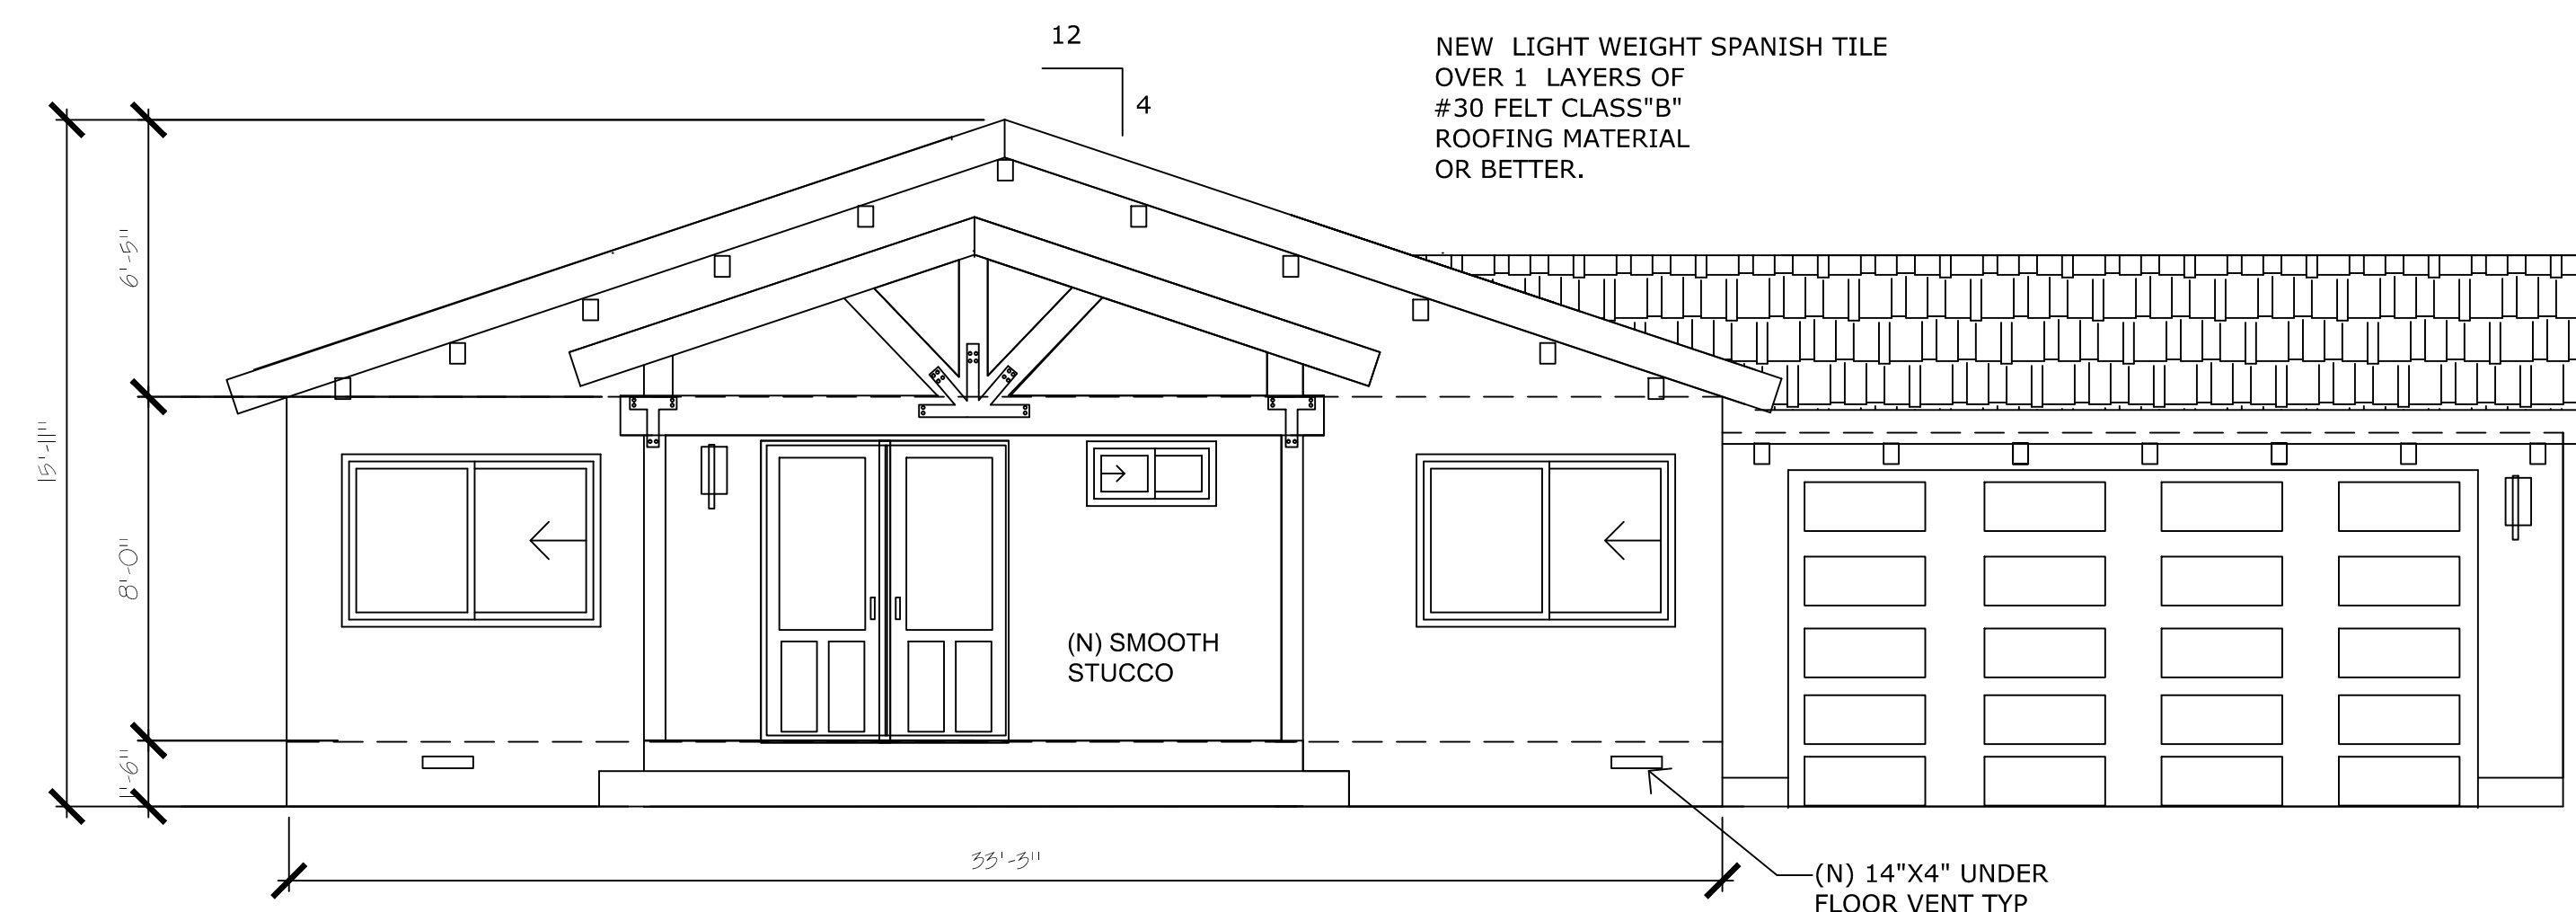 12
4
NEW LIGHT WEIGHT SPANISH TILE
OVER 1 LAYERS OF
#30 FELT CLASS"B"
ROOFING MATERIAL
OR BETTER.
6'-5"
15'-11"
8'-0"
1'-6"
(N) SMOOTH
STUCCO
33'-3"
(N) 14"X4" UNDER
FLOOR VENT TYP